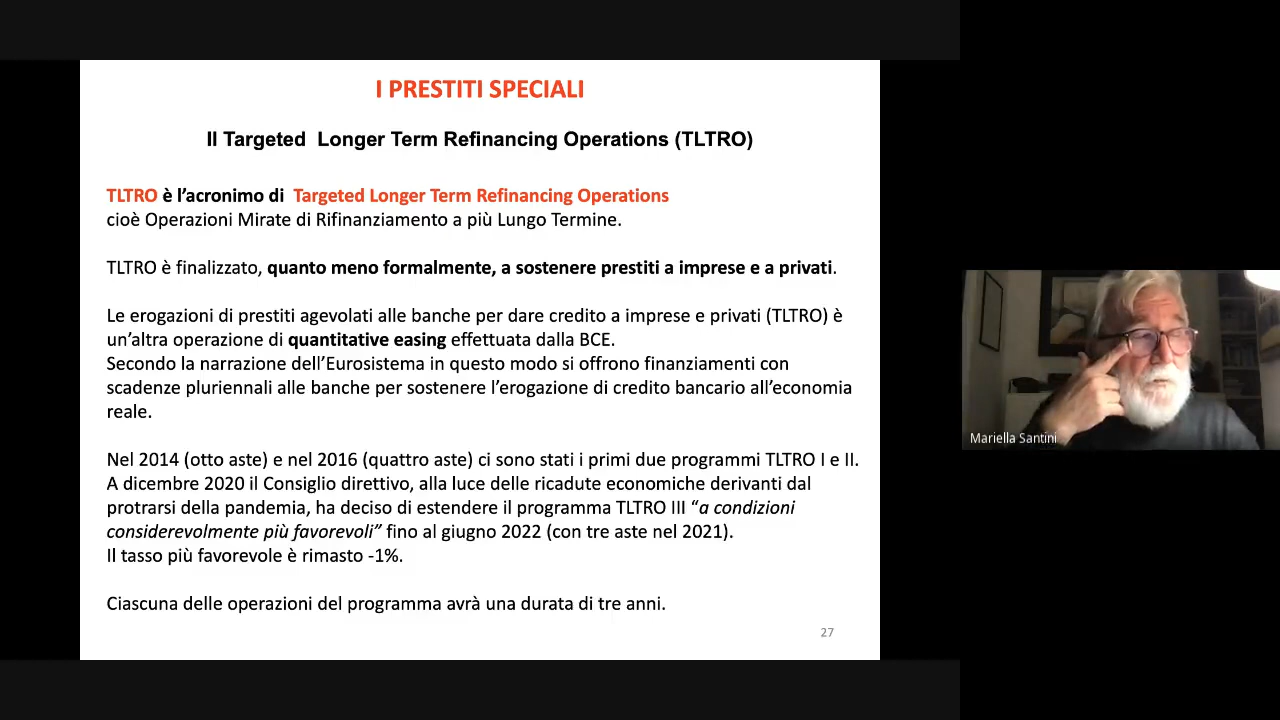 I PRESTITI SPECIALI
Il Targeted Longer Term Refinancing Operations (TLTRO)
TLTRO è l’acronimo di Targeted Longer Term Refinancing Operations
cioè Operazioni Mirate di Rifinanziamento a più Lungo Termine.
TLTRO è finalizzato, quanto meno formalmente, a sostenere prestiti a imprese e a privati.
Le erogazioni di prestiti agevolati alle banche per dare credito a imprese e privati (TLTRO) è
un’altra operazione di quantitative easing effettuata dalla BCE.
Secondo la narrazione dell’Eurosistema in questo modo si offrono finanziamenti con
scadenze pluriennali alle banche per sostenere l’erogazione di credito bancario all’economia
reale.
Nel 2014 (otto aste) e nel 2016 (quattro aste) ci sono stati i primi due programmi TLTRO I e II.
A dicembre 2020 il Consiglio direttivo, alla luce delle ricadute economiche derivanti dal
protrarsi della pandemia, ha deciso di estendere il programma TLTRO III “a condizioni
considerevolmente più favorevoli” fino al giugno 2022 (con tre aste nel 2021).
Il tasso più favorevole è rimasto -1%.
Ciascuna delle operazioni del programma avrà una durata di tre anni.
27
Mariella Santini